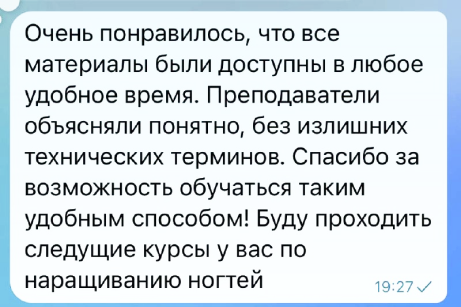 Очень понравилось, что все
материалы были доступны в любое
удобное время. Преподаватели
объясняли понятно, без излишних
технических терминов. Спасибо за
возможность обучаться таким
удобным способом! Буду проходить
следущие курсы у вас по
наращиванию ногтей
19:27